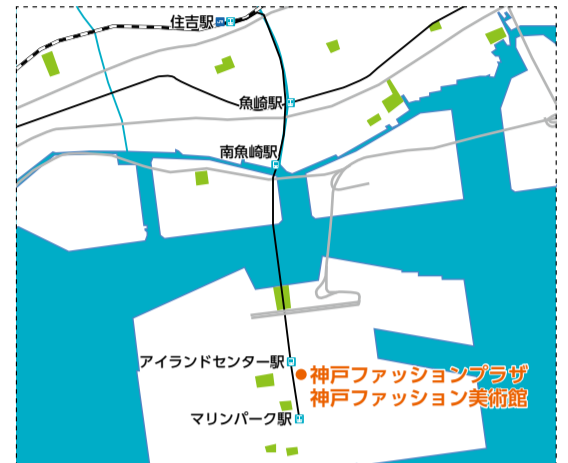 住吉駅
魚崎駅
南魚崎駅
アイランドセンター駅
神戸ファッションプラザ
神戸ファッション美術館
マリンパーク駅